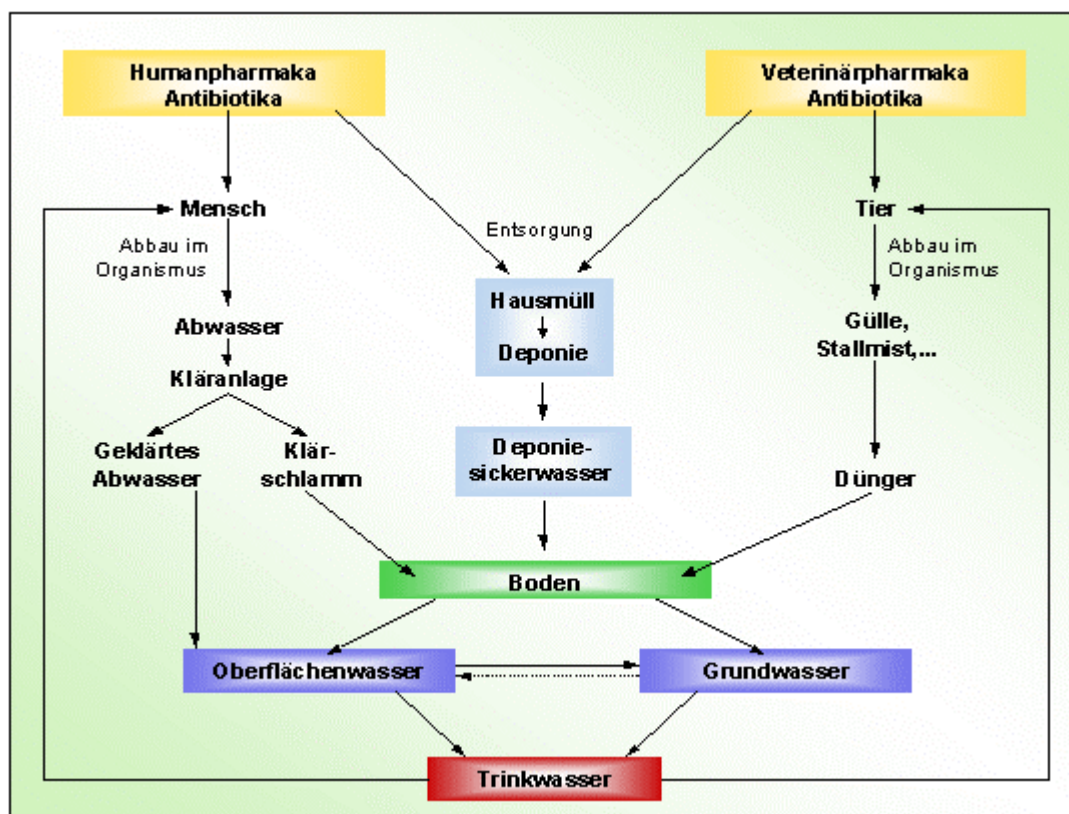 Humanpharmaka
Antibiotika
Veterinärpharmaka
Antibiotika
Mensch
Tier
Entsorgung
Abbau im
Organismus
Abbau im
Organismus
Hausmüll
Deponie
Abwasser
Gülle,
Stallmist,...
Kläranlage
Geklärtes
Abwasser
Klär-
schlamm
Deponie-
sickerwasser
Dünger
Boden
Oberflächenwasser
Grundwasser
Trinkwasser